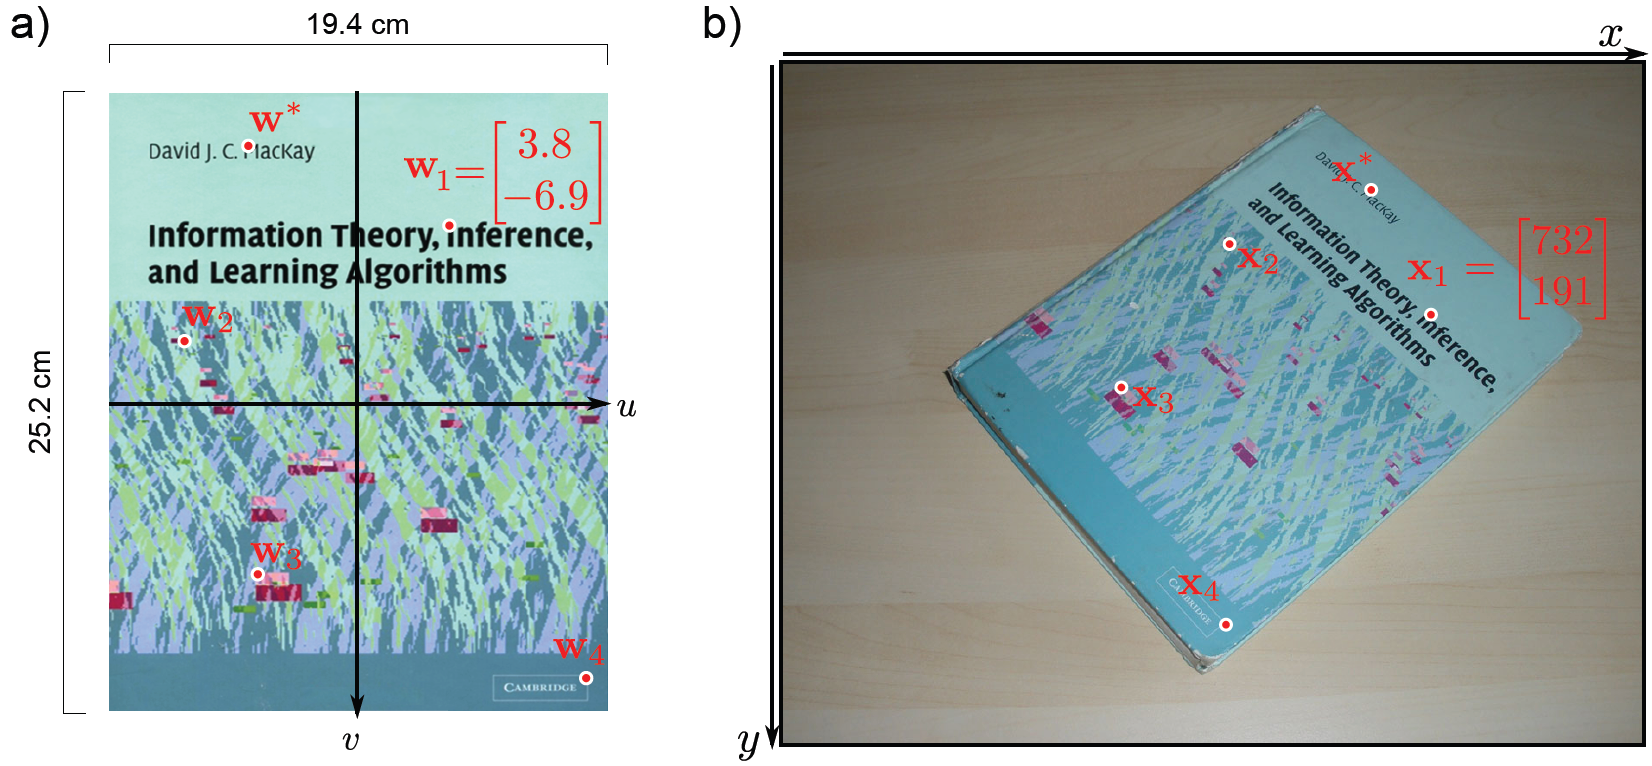 a)
19.4 cm
25.2 cm
w*
David J. C. MacKay
w₁ = [3.8
−6.9]
Information Theory, Inference,
and Learning Algorithms
w₂
u
w₃
w₄
CAMBRIDGE
v
b)
x
y
x*
David J. C. MacKay
Information Theory, Inference,
and Learning Algorithms
x₁ = [732
191]
x₂
x₃
x₄
CAMBRIDGE